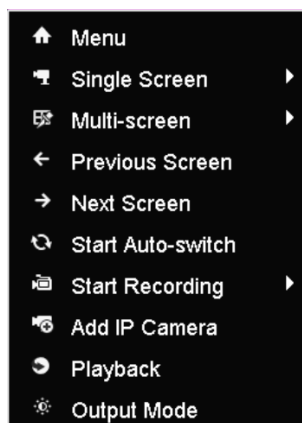 Menu
Single Screen
Multi-screen
Previous Screen
Next Screen
Start Auto-switch
Start Recording
Add IP Camera
Playback
Output Mode